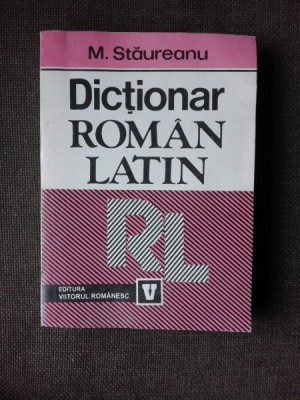 M. Stăureanu
Dicționar
ROMÂN
LATIN
RL
EDITURA
VIITORUL ROMÂNESC
V